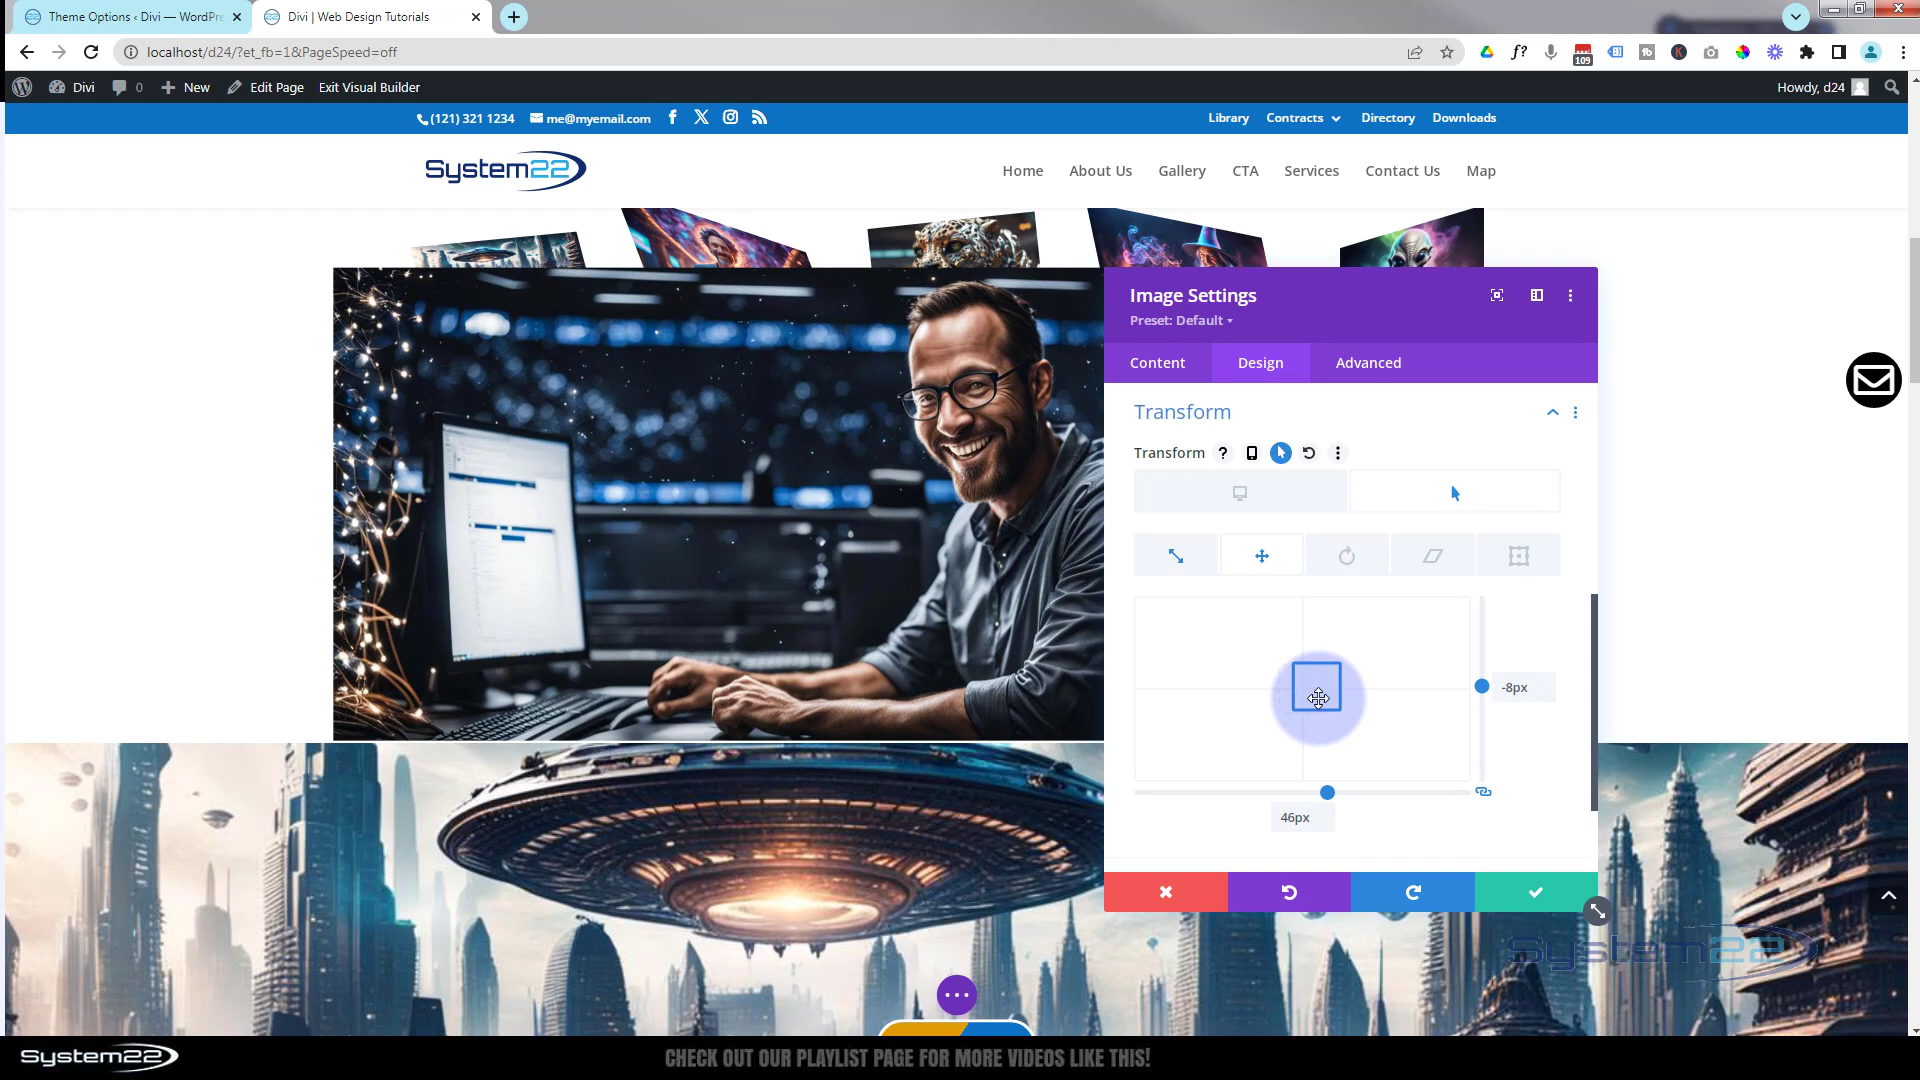 Theme Options ‹ Divi — WordPre
Divi | Web Design Tutorials
localhost/d24/?et_fb=1&PageSpeed=off
109
Divi
0
New
Edit Page
Exit Visual Builder
Howdy, d24
(121) 321 1234
me@myemail.com
Library
Contracts
Directory
Downloads
System22
Home
About Us
Gallery
CTA
Services
Contact Us
Map
Image Settings
Preset: Default
Content
Design
Advanced
Transform
Transform
-8px
46px
System22
System22
CHECK OUT OUR PLAYLIST PAGE FOR MORE VIDEOS LIKE THIS!